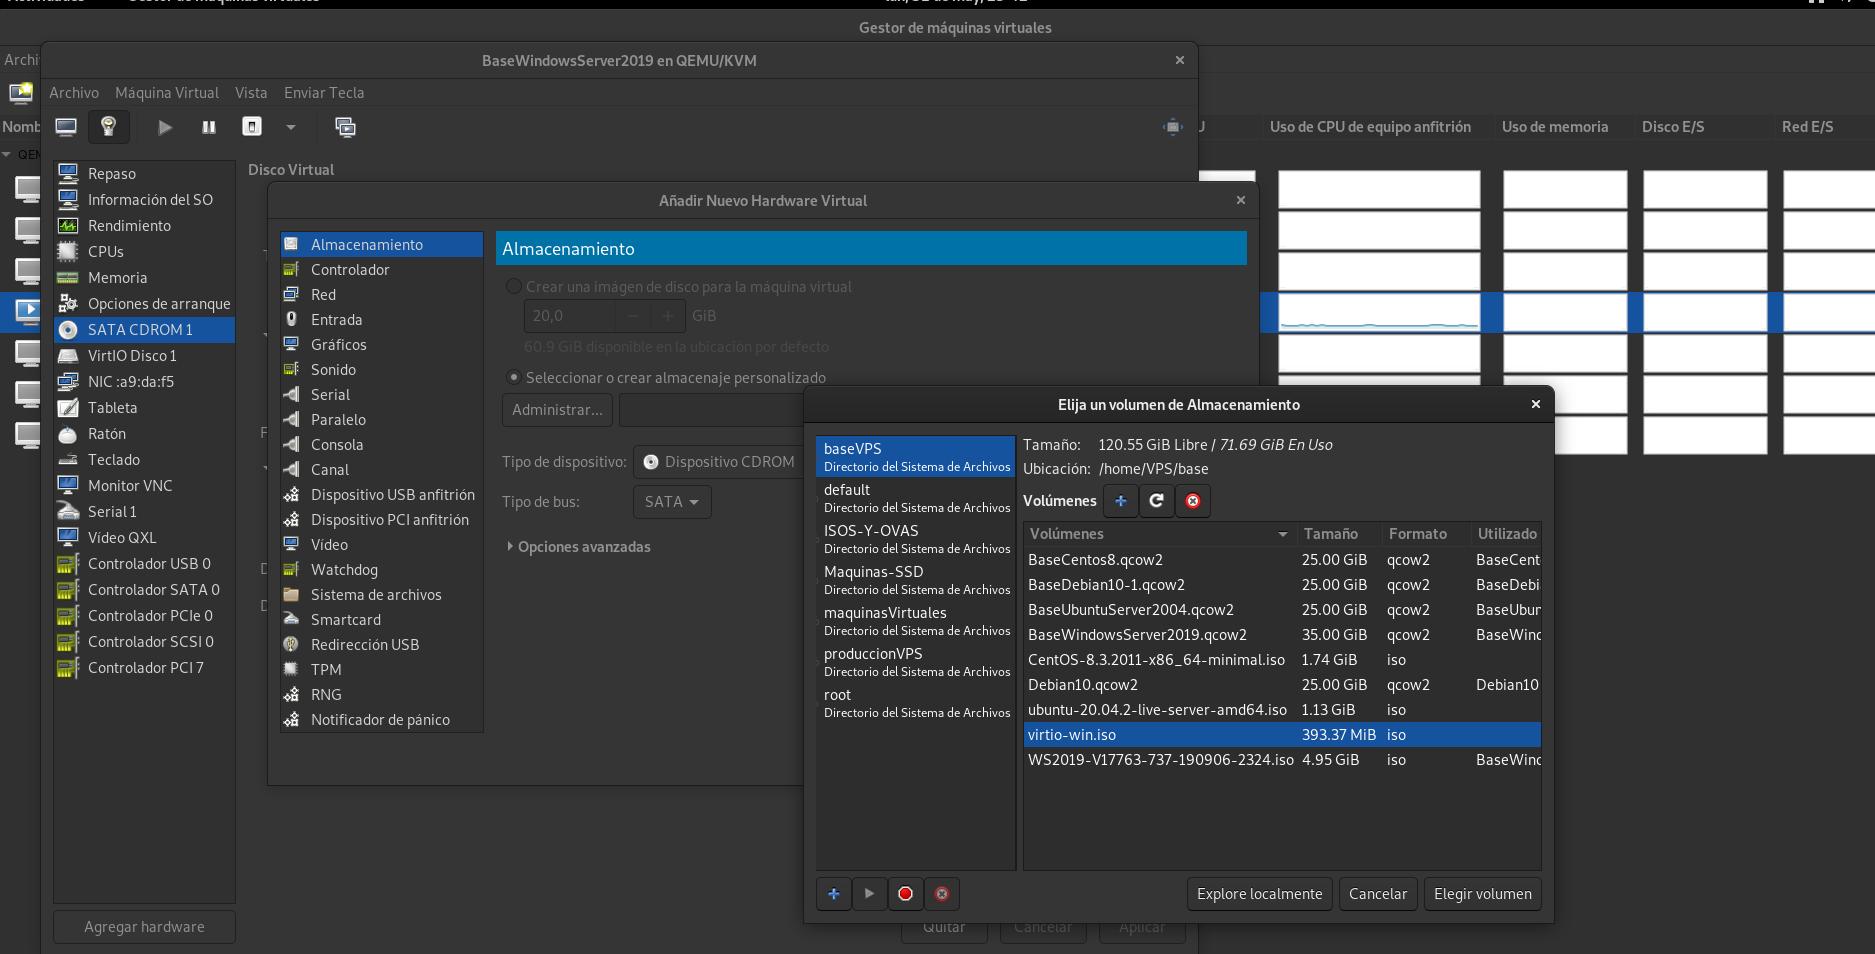 Gestor de máquinas virtuales
Archi
BaseWindowsServer2019 en QEMU/KVM
Archivo Máquina Virtual Vista Enviar Tecla
Nomb
Uso de CPU de equipo anfitrión Uso de memoria Disco E/S Red E/S
Repaso
Información del SO
Rendimiento
CPUs
Memoria
Opciones de arranque
SATA CDROM 1
VirtIO Disco 1
NIC :a9:da:f5
Tableta
Ratón
Teclado
Monitor VNC
Serial 1
Vídeo QXL
Controlador USB 0
Controlador SATA 0
Controlador PCIe 0
Controlador SCSI 0
Controlador PCI 7
Agregar hardware
Disco Virtual
Añadir Nuevo Hardware Virtual
Almacenamiento
Controlador
Red
Entrada
Gráficos
Sonido
Serial
Paralelo
Consola
Canal
Dispositivo USB anfitrión
Dispositivo PCI anfitrión
Vídeo
Watchdog
Sistema de archivos
Smartcard
Redirección USB
TPM
RNG
Notificador de pánico
Almacenamiento
Crear una imágen de disco para la máquina virtual
20,0 − + GiB
60.9 GiB disponible en la ubicación por defecto
Seleccionar o crear almacenaje personalizado
Administrar...
Tipo de dispositivo: Dispositivo CDROM
Tipo de bus: SATA
Opciones avanzadas
Elija un volumen de Almacenamiento
baseVPS
Directorio del Sistema de Archivos
default
Directorio del Sistema de Archivos
ISOS-Y-OVAS
Directorio del Sistema de Archivos
Maquinas-SSD
Directorio del Sistema de Archivos
maquinasVirtuales
Directorio del Sistema de Archivos
produccionVPS
Directorio del Sistema de Archivos
root
Directorio del Sistema de Archivos
Tamaño: 120.55 GiB Libre / 71.69 GiB En Uso
Ubicación: /home/VPS/base
Volúmenes
Volúmenes Tamaño Formato Utilizado
BaseCentos8.qcow2 25.00 GiB qcow2 BaseCent
BaseDebian10-1.qcow2 25.00 GiB qcow2 BaseDebi
BaseUbuntuServer2004.qcow2 25.00 GiB qcow2 BaseUbun
BaseWindowsServer2019.qcow2 35.00 GiB qcow2 BaseWind
CentOS-8.3.2011-x86_64-minimal.iso 1.74 GiB iso
Debian10.qcow2 25.00 GiB qcow2 Debian10
ubuntu-20.04.2-live-server-amd64.iso 1.13 GiB iso
virtio-win.iso 393.37 MiB iso
WS2019-V17763-737-190906-2324.iso 4.95 GiB iso BaseWind
Explore localmente Cancelar Elegir volumen
Quitar Cancelar Aplicar